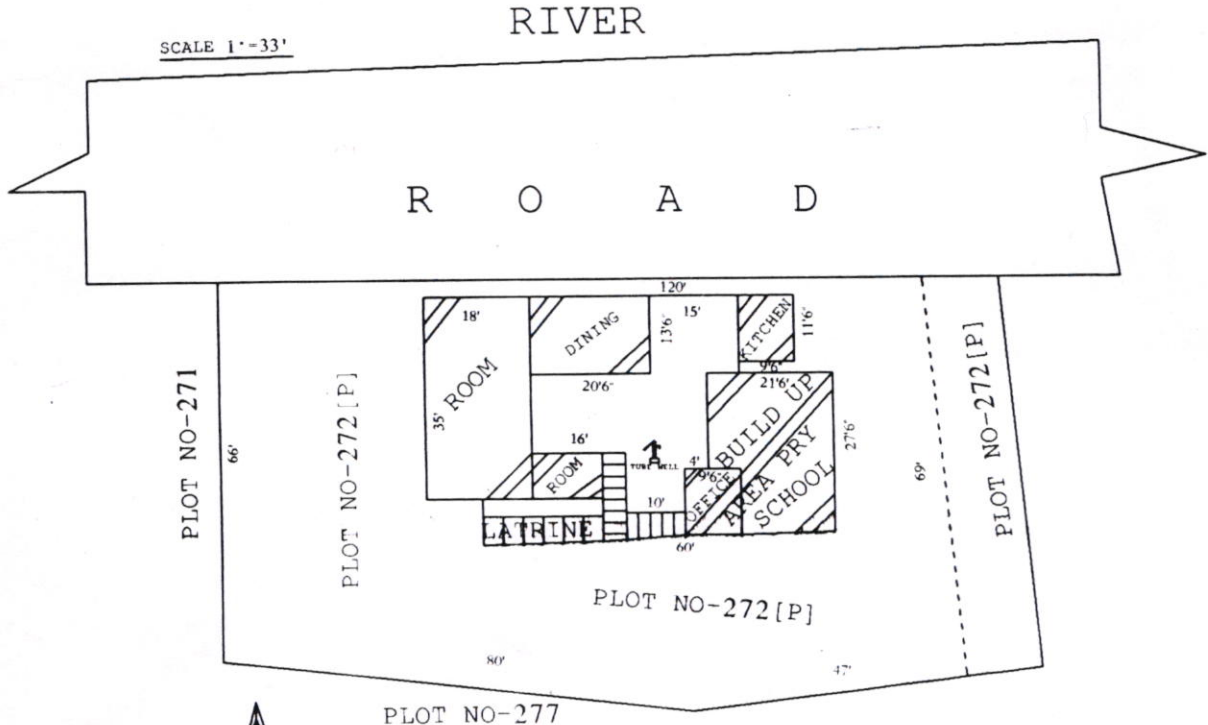 RIVER
SCALE 1"=33'
R O A D
120'
18'
15'
DINING
13'6"
KITCHEN
11'6"
9'6"
20'6"
21'6"
ROOM
35'
BUILD UP
AREA PRY
SCHOOL
27'6"
16'
ROOM
TUBE WELL
4'
9'6"
OFFICE
10'
LATRINE
60'
PLOT NO-271
66'
PLOT NO-272[P]
69'
PLOT NO-272[P]
PLOT NO-272[P]
80'
47'
PLOT NO-277